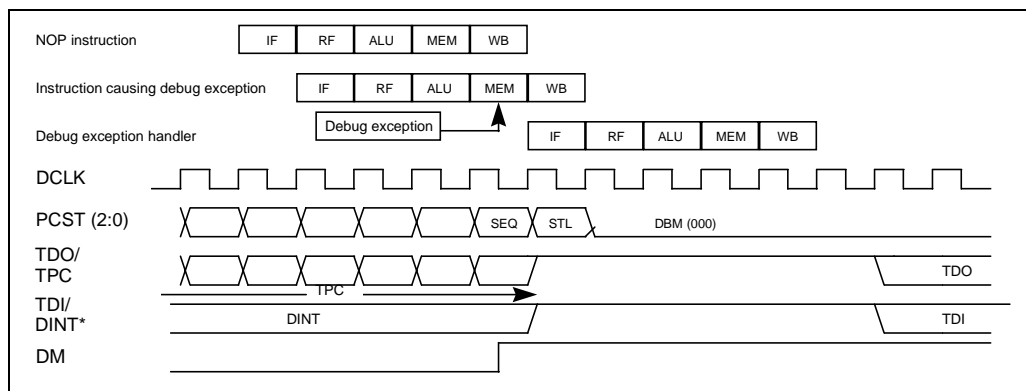 NOP instruction IF RF ALU MEM WB
Instruction causing debug exception IF RF ALU MEM WB
Debug exception
Debug exception handler IF RF ALU MEM WB
DCLK
PCST (2:0) SEQ STL DBM (000)
TDO/
TPC TDO
TPC
TDI/
DINT* DINT TDI
DM